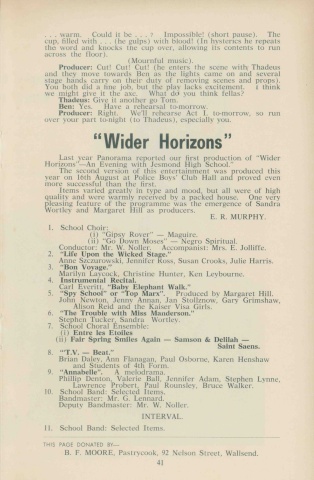 . . . warm. Could it be . . . ? Impossible! (short pause). The
cup, filled with . . . (he gulps) with blood! (In hysterics he repeats
the word and knocks the cup over, allowing its contents to run
across the floor).
(Mournful music).
Producer: Cut! Cut! Cut! (he enters the scene with Thadeus
and they move towards Ben as the lights come on and several
stage hands carry on their duty of removing scenes and props).
You both did a fine job, but the play lacks excitement. I think
we might give it the axe. What do you think fellas?
Thadeus: Give it another go Tom.
Ben: Yes. Have a rehearsal to-morrow.
Producer: Right. We'll rehearse Act I, to-morrow, so run
over your part to-night (to Thadeus), especially you.
"Wider Horizons"
Last year Panorama reported our first production of "Wider
Horizons"—An Evening with Jesmond High School."
The second version of this entertainment was produced this
year on 16th August at Police Boys' Club Hall and proved even
more successful than the first.
Items varied greatly in type and mood, but all were of high
quality and were warmly received by a packed house. One very
pleasing feature of the programme was the emergence of Sandra
Wortley and Margaret Hill as producers.
E. R. MURPHY.
1. School Choir:
(i) "Gipsy Rover" — Maguire.
(ii) "Go Down Moses" — Negro Spiritual.
Conductor: Mr. W. Noller. Accompanist: Mrs. E. Jolliffe.
2. "Life Upon the Wicked Stage."
Anne Szczurowski, Jennifer Ross, Susan Crooks, Julie Harris.
3. "Bon Voyage."
Marilyn Laycock, Christine Hunter, Ken Leybourne.
4. Instrumental Recital.
Carl Everitt, "Baby Elephant Walk."
5. "Spy School" or "Top Marx". Produced by Margaret Hill.
John Newton, Jenny Annan, Jan Stoljznow, Gary Grimshaw,
Alison Reid and the Kaiser Visa Girls.
6. "The Trouble with Miss Manderson."
Stephen Tucker, Sandra Wortley.
7. School Choral Ensemble:
(i) Entre les Etoiles
(ii) Fair Spring Smiles Again — Samson & Delilah —
Saint Saens.
8. "T.V. — Beat."
Brian Daley, Ann Flanagan, Paul Osborne, Karen Henshaw
and Students of 4th Form.
9. "Annabelle". A melodrama.
Phillip Denton, Valerie Ball, Jennifer Adam, Stephen Lynne,
Lawrence Probert, Paul Rounsley, Bruce Walker.
10. School Band: Selected Items,
Bandmaster: Mr. G. Lennard.
Deputy Bandmaster: Mr. W. Noller.
INTERVAL.
11. School Band: Selected Items.
THIS PAGE DONATED BY—
B. F. MOORE, Pastrycook, 92 Nelson Street, Wallsend.
41